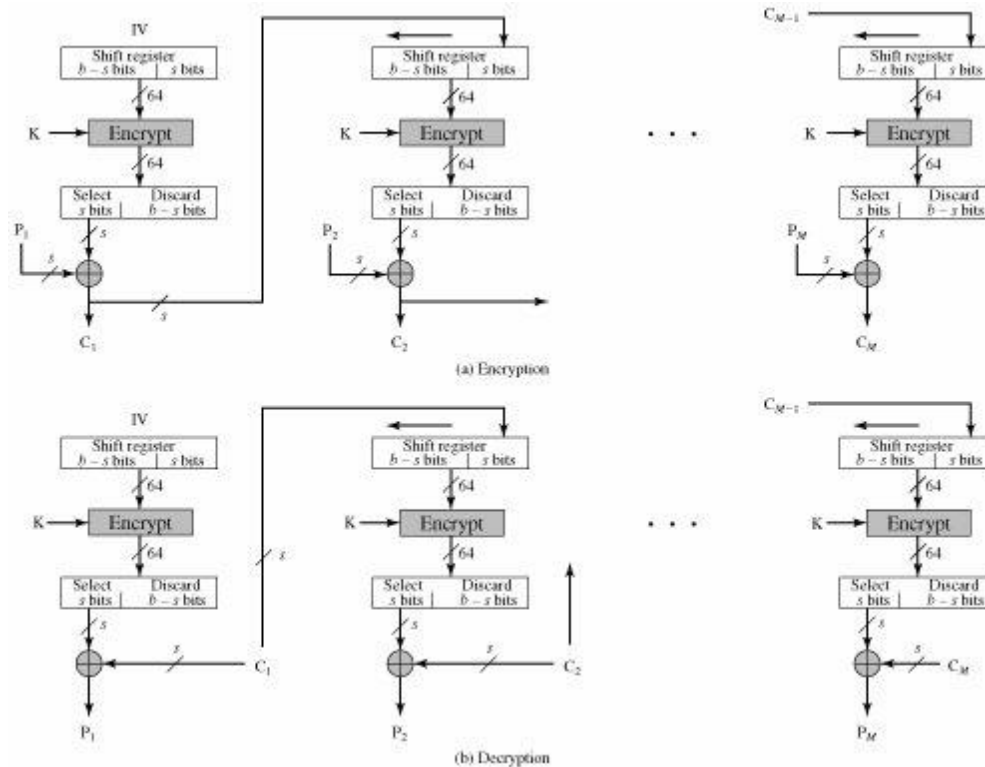 IV
C_{M-1}
Shift register
b – s bits | s bits
Shift register
b – s bits | s bits
Shift register
b – s bits | s bits
64
64
64
K
Encrypt
K
Encrypt
. . .
K
Encrypt
64
64
64
Select Discard
s bits | b – s bits
Select Discard
s bits | b – s bits
Select Discard
s bits | b – s bits
P_1
s
P_2
s
P_M
s
s
s
s
s
C_1
C_2
C_M
(a) Encryption
IV
C_{M-1}
Shift register
b – s bits | s bits
Shift register
b – s bits | s bits
Shift register
b – s bits | s bits
64
64
64
K
Encrypt
K
Encrypt
. . .
K
Encrypt
s
64
64
64
Select Discard
s bits | b – s bits
Select Discard
s bits | b – s bits
Select Discard
s bits | b – s bits
s
s
s
s
C_1
s
C_2
s
C_M
P_1
P_2
P_M
(b) Decryption